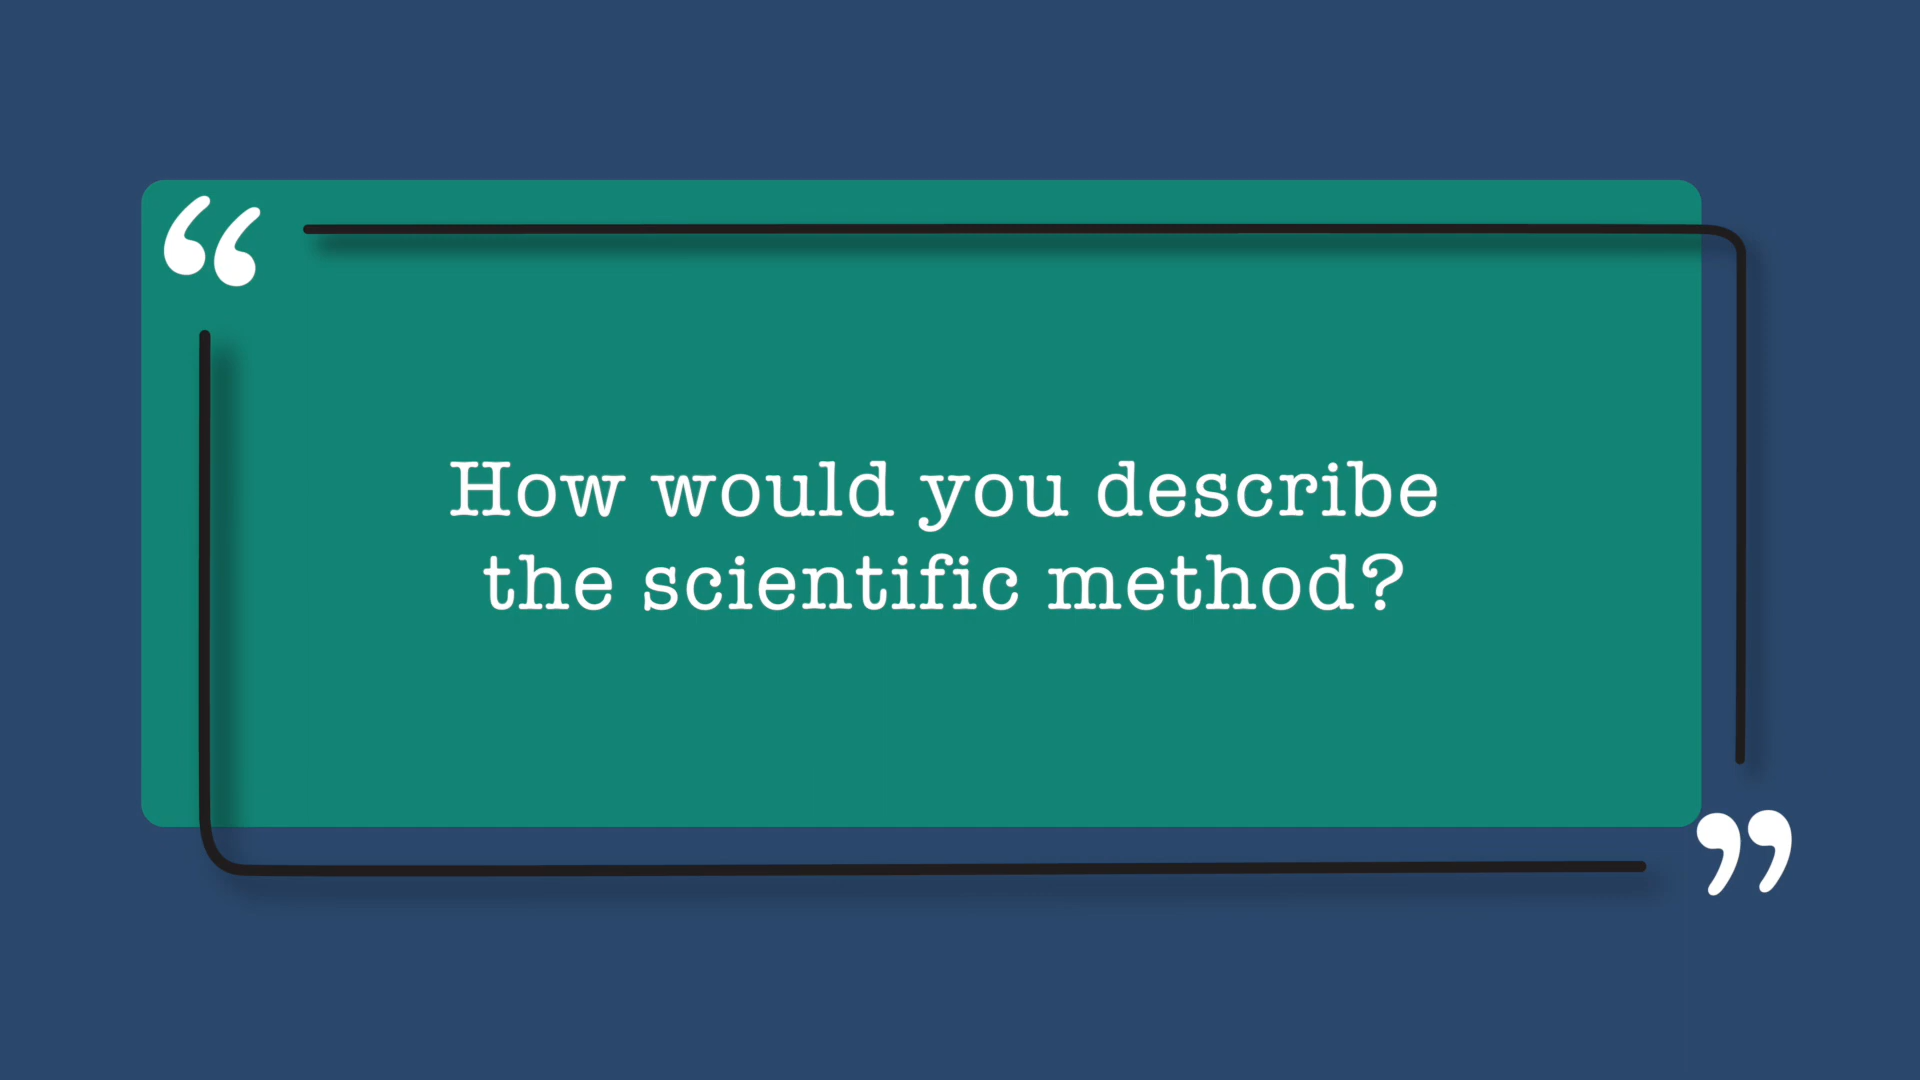 “
How would you describe
the scientific method?
”